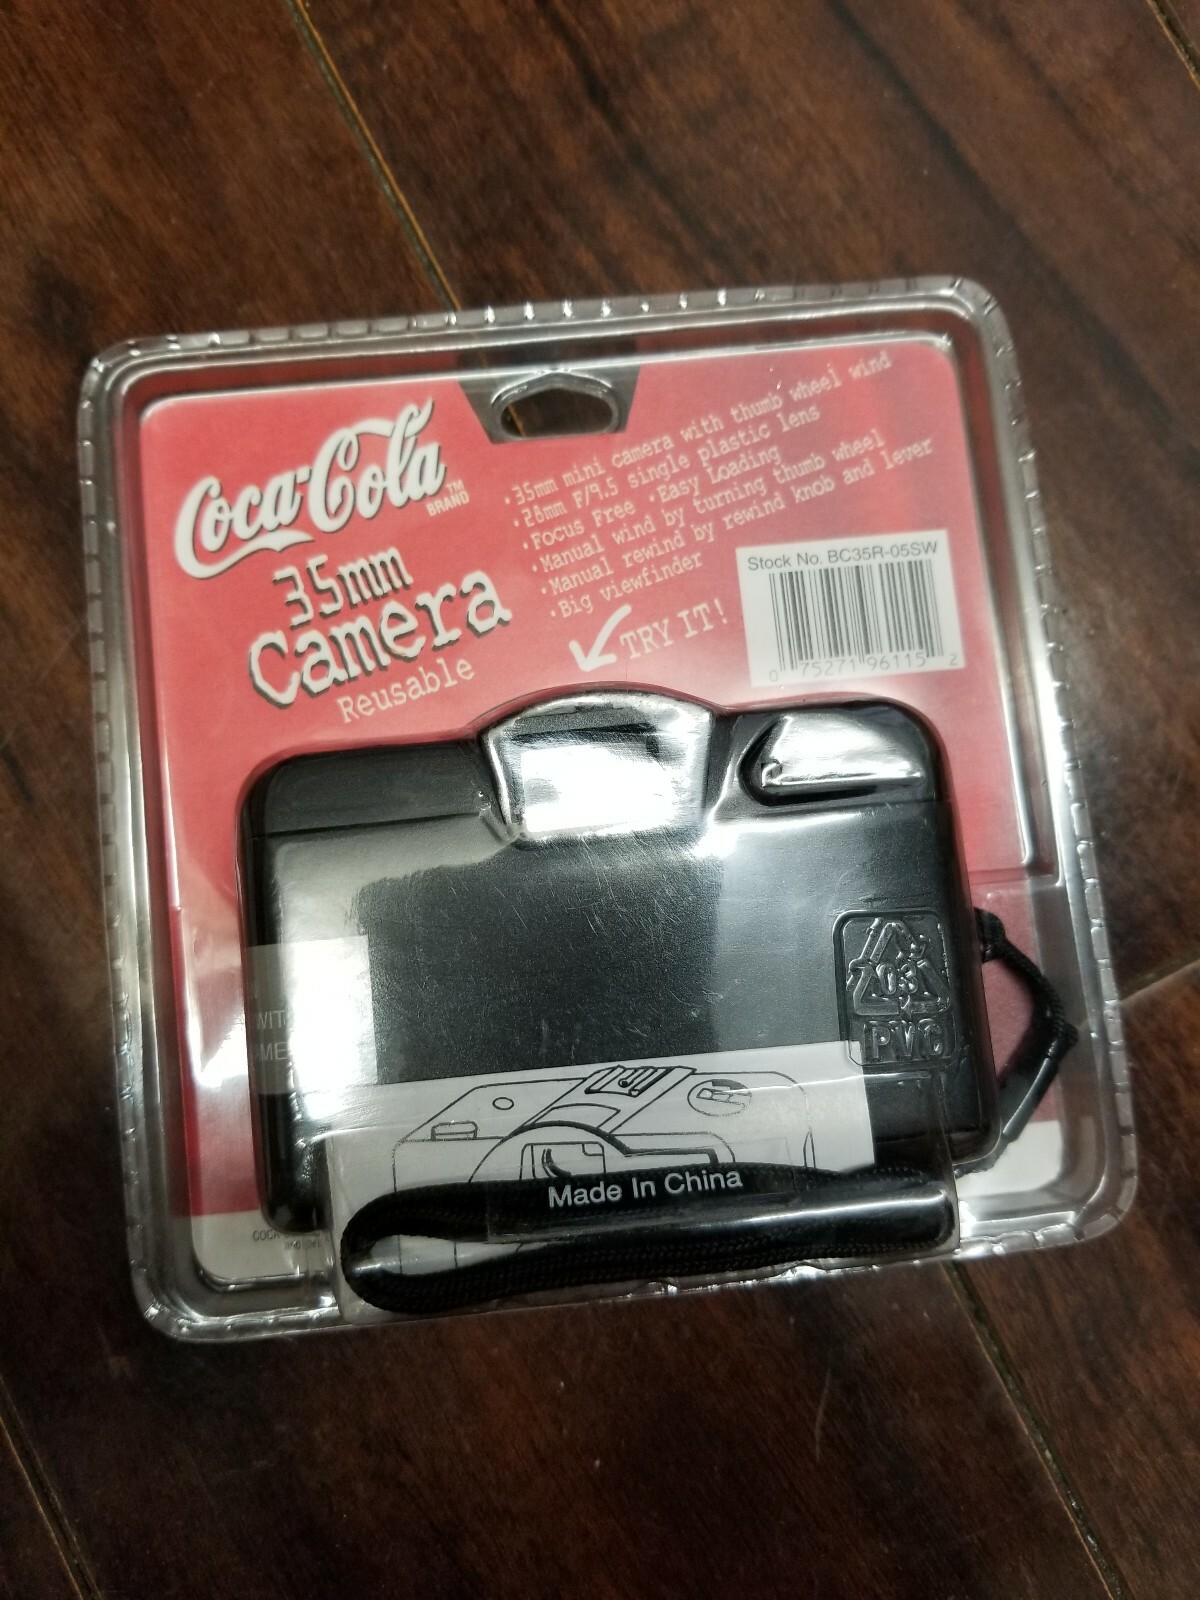 Coca-Cola
TM
BRAND
35mm
Camera
Reusable
·35mm mini camera with thumb wheel wind
·28mm F/9.5 single plastic lens
·Focus Free ·Easy Loading
·Manual wind by turning thumb wheel
·Manual rewind by rewind knob and lever
·Big viewfinder
TRY IT!
Stock No. BC35R-05SW
0 75271 96115 2
R
03
PVC
Made In China